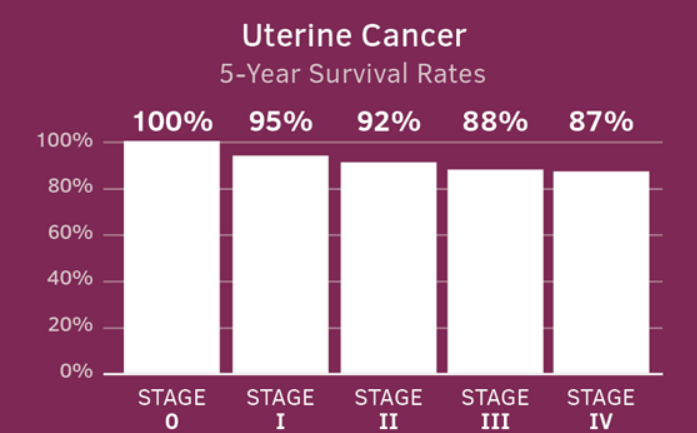 Uterine Cancer
5-Year Survival Rates
100% 95% 92% 88% 87%
100%
80%
60%
40%
20%
0%
STAGE STAGE STAGE STAGE STAGE
0 I II III IV